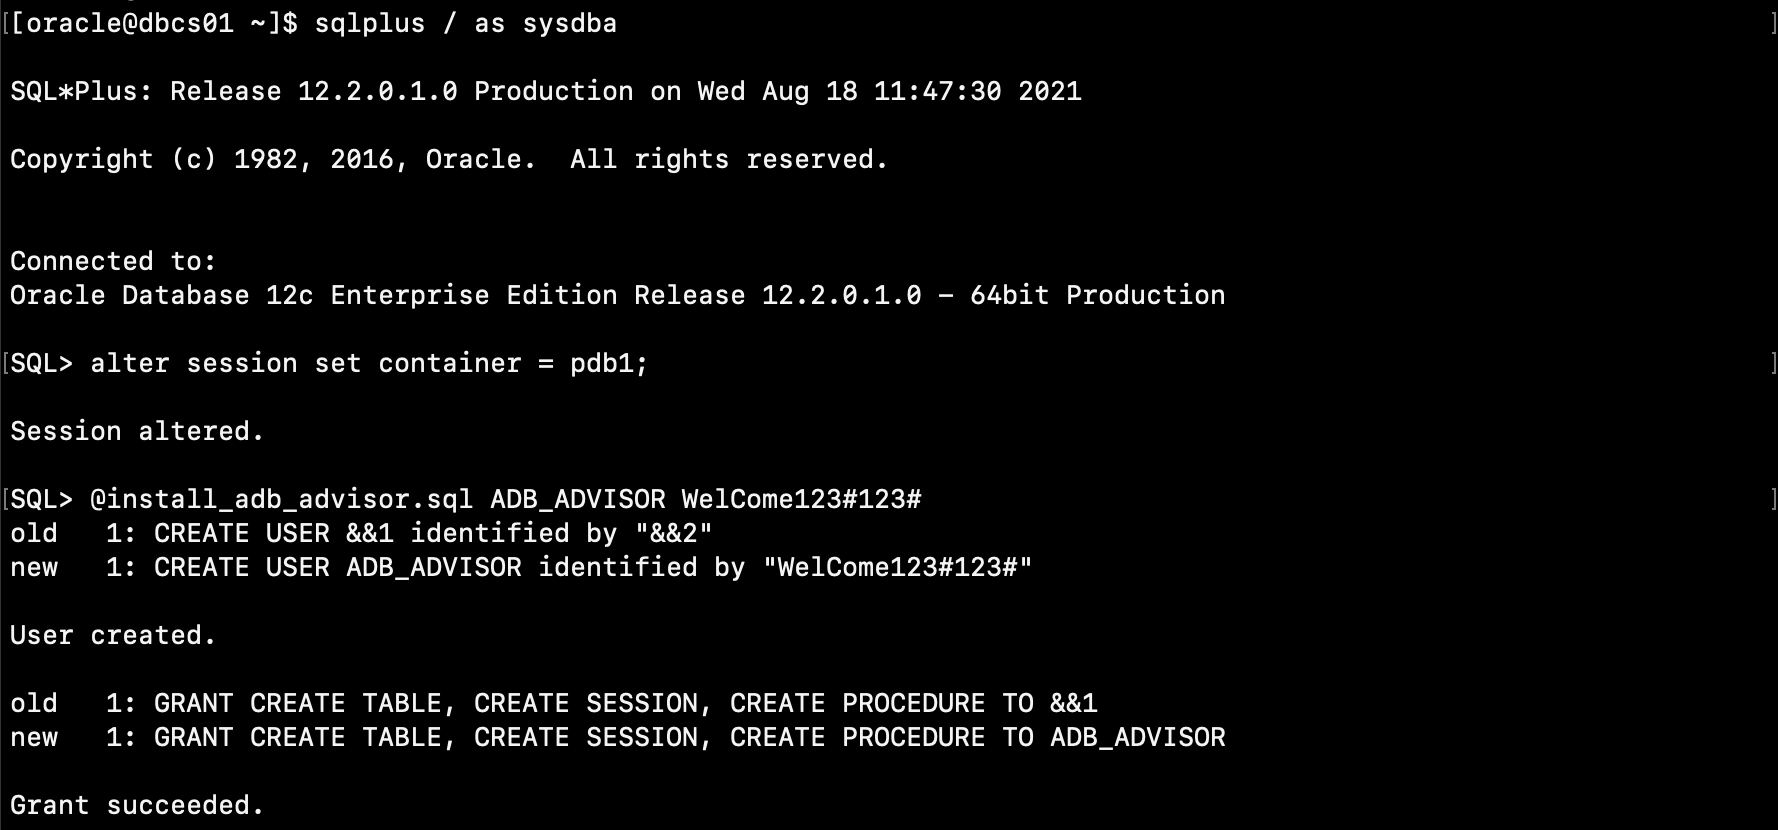 [[oracle@dbcs01 ~]$ sqlplus / as sysdba ]
SQL*Plus: Release 12.2.0.1.0 Production on Wed Aug 18 11:47:30 2021
Copyright (c) 1982, 2016, Oracle.  All rights reserved.
Connected to:
Oracle Database 12c Enterprise Edition Release 12.2.0.1.0 – 64bit Production
[SQL> alter session set container = pdb1; ]
Session altered.
[SQL> @install_adb_advisor.sql ADB_ADVISOR WelCome123#123# ]
old   1: CREATE USER &&1 identified by "&&2"
new   1: CREATE USER ADB_ADVISOR identified by "WelCome123#123#"
User created.
old   1: GRANT CREATE TABLE, CREATE SESSION, CREATE PROCEDURE TO &&1
new   1: GRANT CREATE TABLE, CREATE SESSION, CREATE PROCEDURE TO ADB_ADVISOR
Grant succeeded.